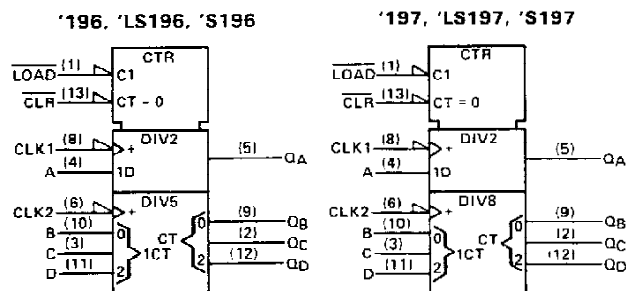 '196, 'LS196, 'S196
CTR
LOAD (1) C1
CLR (13) CT = 0
DIV2
CLK1 (8) +
(5) QA
A (4) 1D
DIV5
CLK2 (6) +
B (10) 0
C (3) 1CT
D (11) 2
CT
0 (9) QB
(2) QC
2 (12) QD
'197, 'LS197, 'S197
CTR
LOAD (1) C1
CLR (13) CT = 0
DIV2
CLK1 (8) +
(5) QA
A (4) 1D
DIV8
CLK2 (6) +
B (10) 0
C (3) 1CT
D (11) 2
CT
0 (9) QB
(2) QC
2 (12) QD